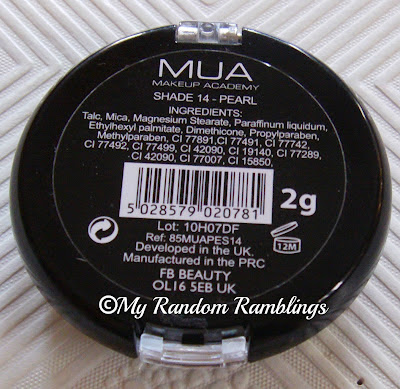 MUA
MAKEUP ACADEMY
SHADE 14 - PEARL
INGREDIENTS:
Talc, Mica, Magnesium Stearate, Paraffinum liquidum,
Ethylhexyl palmitate, Dimethicone, Propylparaben,
Methylparaben, CI 77891,CI 77491, CI 77742,
CI 77492, CI 77499, CI 42090, CI 19140, CI 77289,
CI 42090, CI 77007, CI 15850.
5 028579 020781
2g
Lot: 10H07DF
Ref: 85MUAPES14
Developed in the UK.
Manufactured in the PRC
12M
FB BEAUTY
OL16 5EB UK
©My Random Ramblings